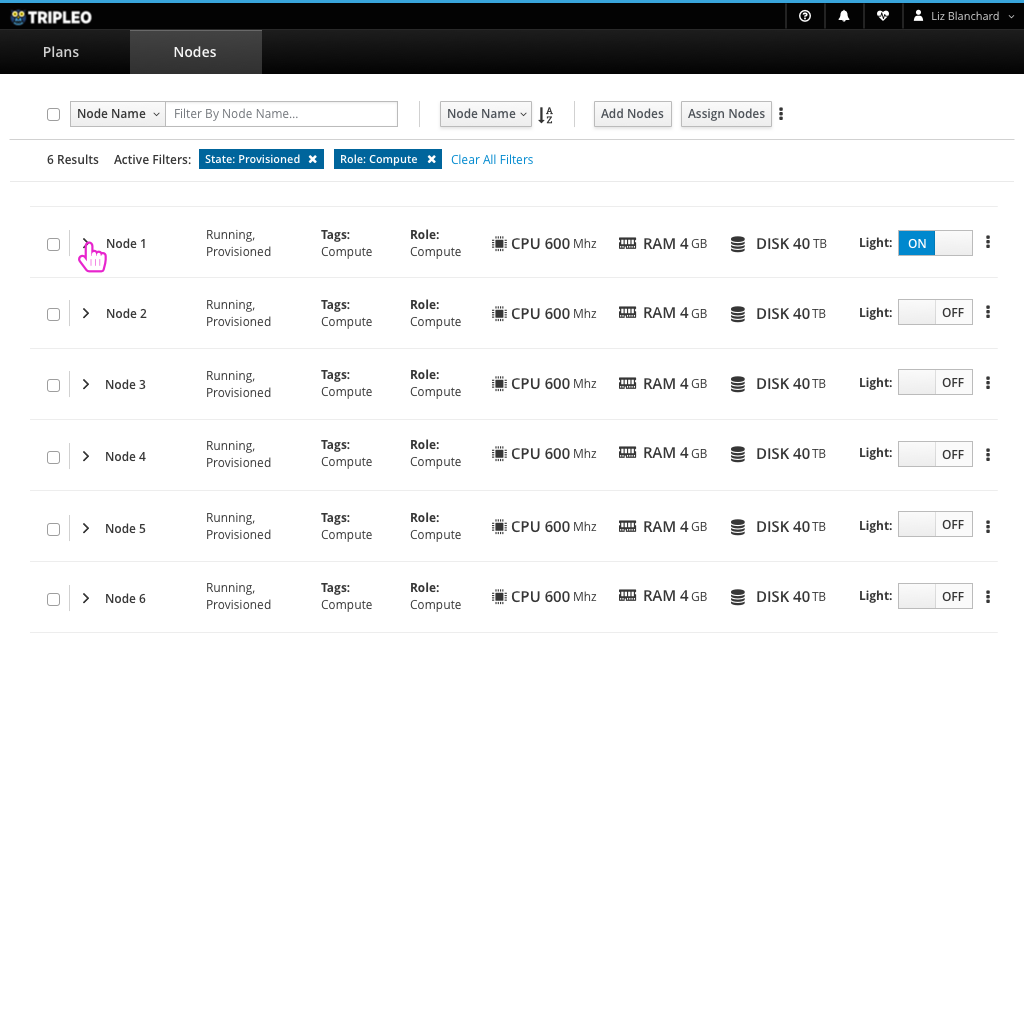 TRIPLEO
Liz Blanchard
Plans
Nodes
Node Name
Filter By Node Name...
Node Name
A
Z
Add Nodes
Assign Nodes
6 Results
Active Filters:
State: Provisioned
Role: Compute
Clear All Filters
Node 1
Running,
Provisioned
Tags:
Compute
Role:
Compute
CPU 600 Mhz
RAM 4 GB
DISK 40 TB
Light:
ON
Node 2
Running,
Provisioned
Tags:
Compute
Role:
Compute
CPU 600 Mhz
RAM 4 GB
DISK 40 TB
Light:
OFF
Node 3
Running,
Provisioned
Tags:
Compute
Role:
Compute
CPU 600 Mhz
RAM 4 GB
DISK 40 TB
Light:
OFF
Node 4
Running,
Provisioned
Tags:
Compute
Role:
Compute
CPU 600 Mhz
RAM 4 GB
DISK 40 TB
Light:
OFF
Node 5
Running,
Provisioned
Tags:
Compute
Role:
Compute
CPU 600 Mhz
RAM 4 GB
DISK 40 TB
Light:
OFF
Node 6
Running,
Provisioned
Tags:
Compute
Role:
Compute
CPU 600 Mhz
RAM 4 GB
DISK 40 TB
Light:
OFF